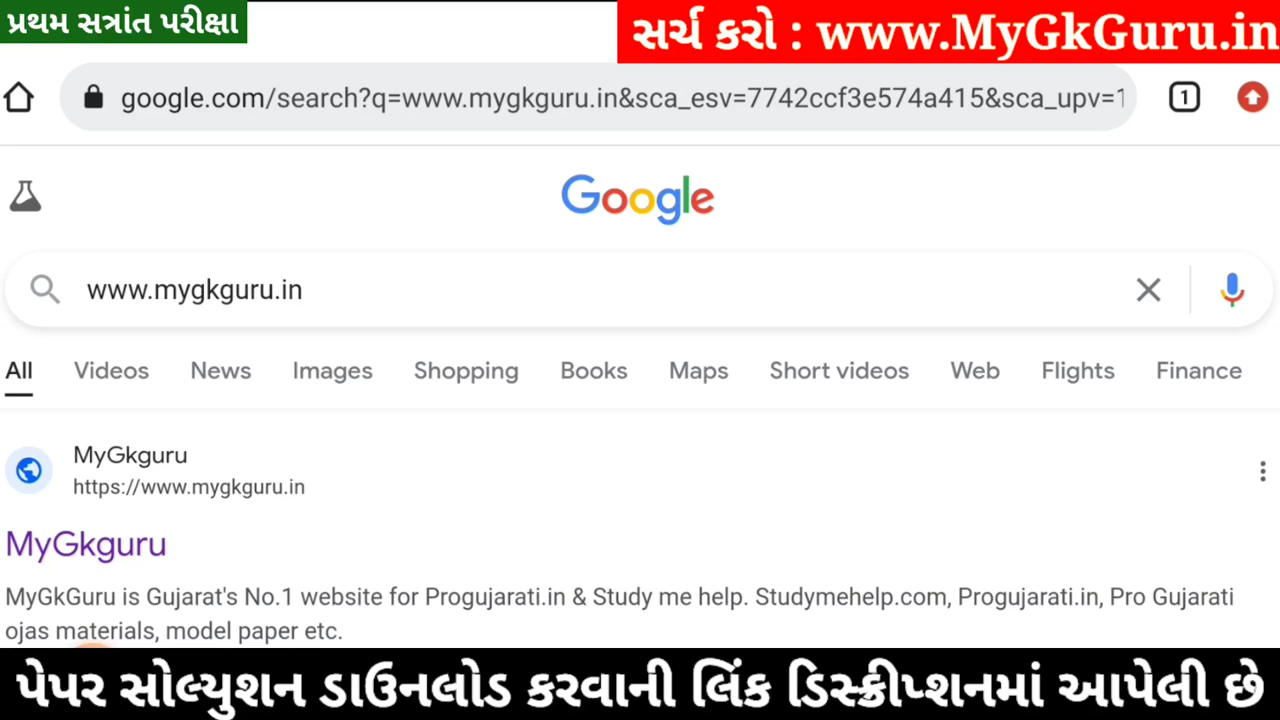 પ્રથમ સત્રાંત પરીક્ષા
સર્ચ કરો : www.MyGkGuru.in
google.com/search?q=www.mygkguru.in&sca_esv=7742ccf3e574a415&sca_upv=1
1
Google
www.mygkguru.in
All Videos News Images Shopping Books Maps Short videos Web Flights Finance
MyGkguru
https://www.mygkguru.in
MyGkguru
MyGkGuru is Gujarat's No.1 website for Progujarati.in & Study me help. Studymehelp.com, Progujarati.in, Pro Gujarati
ojas materials, model paper etc.
પેપર સોલ્યુશન ડાઉનલોડ કરવાની લિંક ડિસ્ક્રીપ્શનમાં આપેલી છે